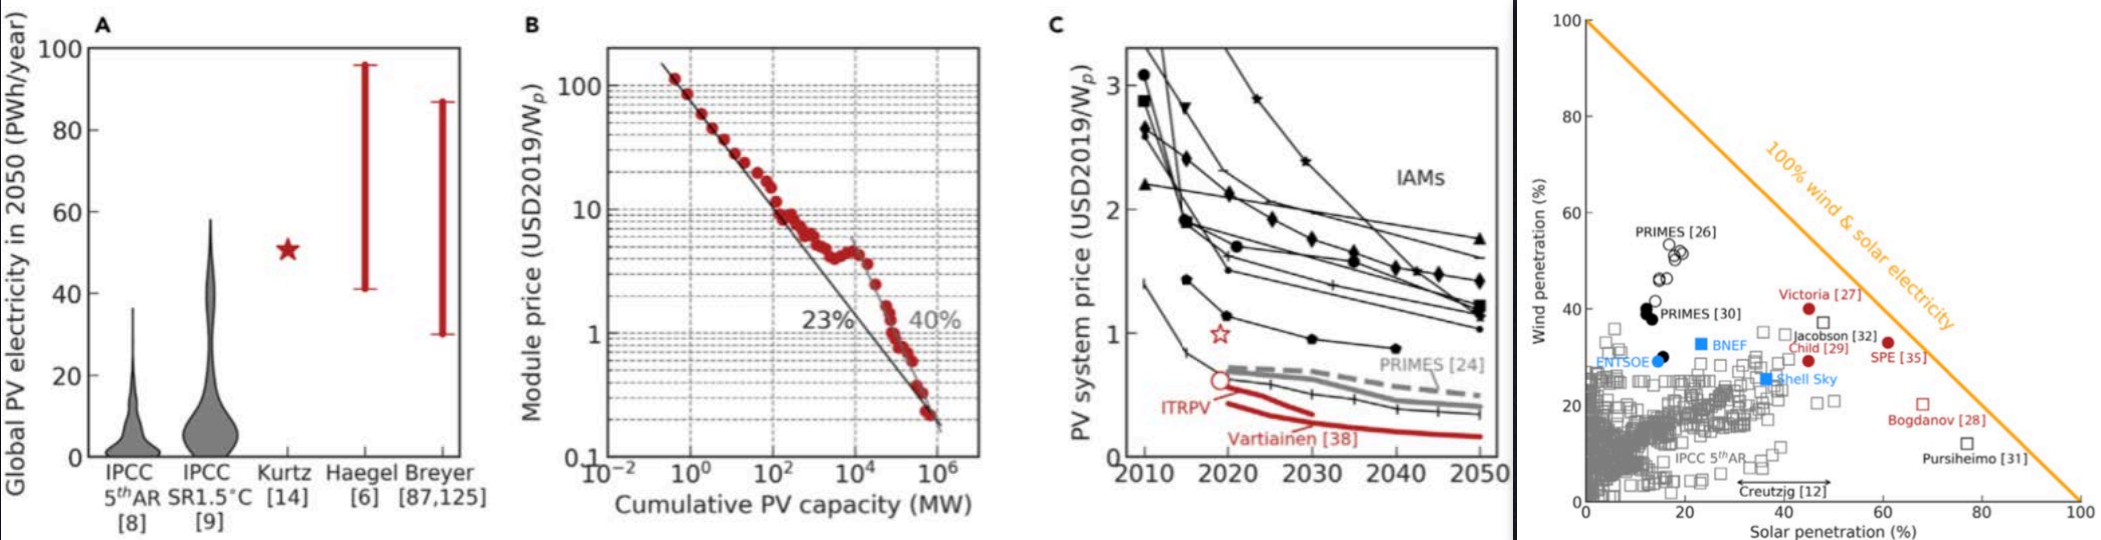 A
Global PV electricity in 2050 (PWh/year)
100
80
60
40
20
0
IPCC
5thAR
[8]
IPCC
SR1.5°C
[9]
Kurtz
[14]
Haegel
[6]
Breyer
[87,125]
B
Module price (USD2019/Wp)
100
10
1
0.1
23%
40%
10−2
100
102
104
106
Cumulative PV capacity (MW)
C
PV system price (USD2019/Wp)
3
2
1
0
IAMs
PRIMES [24]
ITRPV
Vartiainen [38]
2010
2020
2030
2040
2050
Wind penetration (%)
100
80
60
40
20
0
100% wind & solar electricity
PRIMES [26]
Victoria [27]
PRIMES [30]
Jacobson [32]
BNEF
Child [29]
SPE [35]
ENTSOE
Shell Sky
Bogdanov [28]
IPCC 5thAR
Pursiheimo [31]
Creutzig [12]
0
20
40
60
80
100
Solar penetration (%)